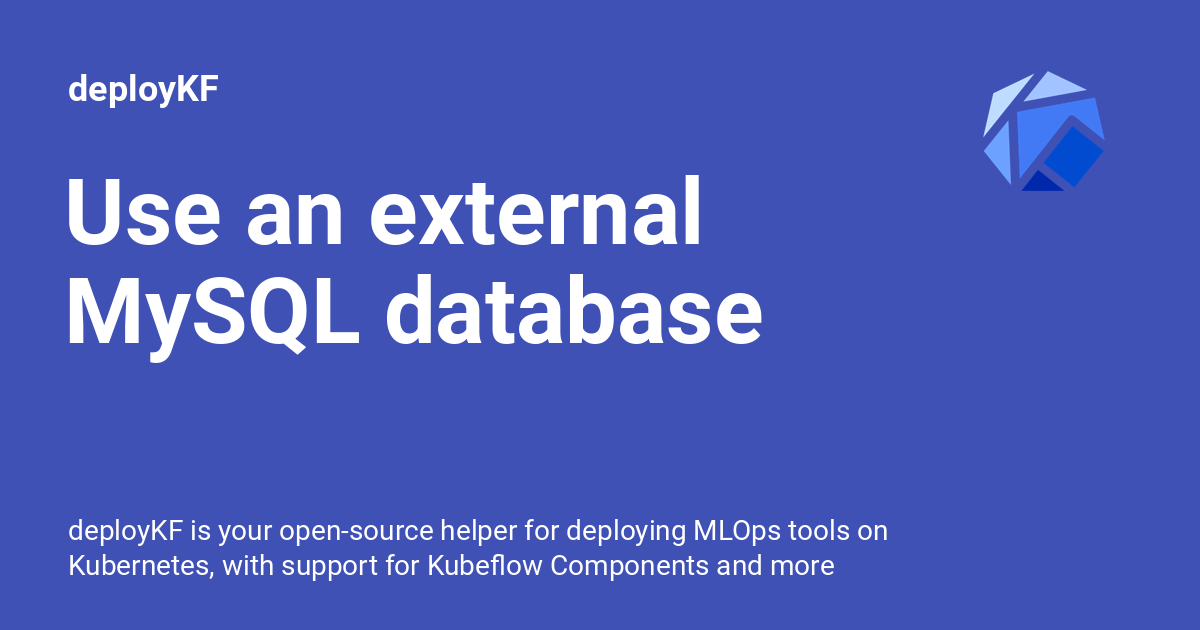 deployKF
Use an external
MySQL database
deployKF is your open-source helper for deploying MLOps tools on
Kubernetes, with support for Kubeflow Components and more